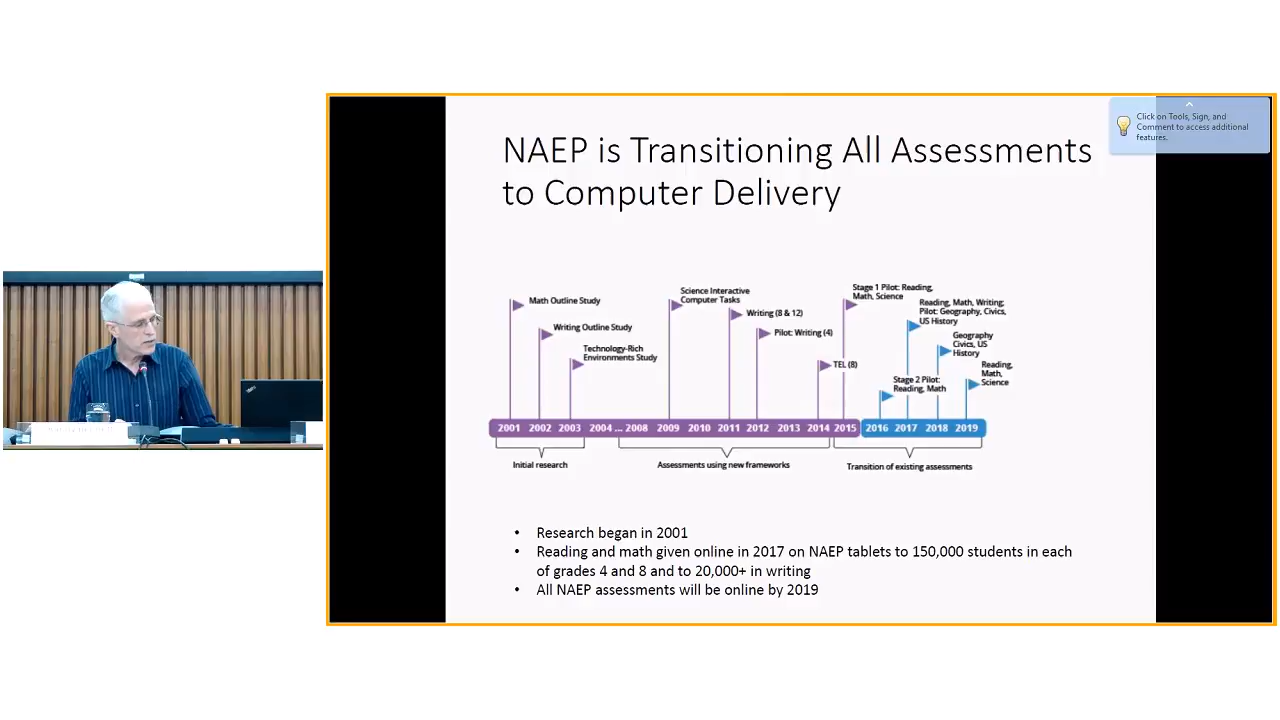 NAEP is Transitioning All Assessments
to Computer Delivery
Click on Tools, Sign, and
Comment to access additional
features.
Math Outline Study
Writing Outline Study
Technology-Rich
Environments Study
Science Interactive
Computer Tasks
Writing (8 & 12)
Pilot: Writing (4)
TEL (8)
Stage 1 Pilot: Reading,
Math, Science
Stage 2 Pilot:
Reading, Math
Reading, Math, Writing;
Pilot: Geography, Civics,
US History
Geography
Civics, US
History
Reading,
Math,
Science
2001 2002 2003 2004 ... 2008 2009 2010 2011 2012 2013 2014 2015 2016 2017 2018 2019
Initial research
Assessments using new frameworks
Transition of existing assessments
• Research began in 2001
• Reading and math given online in 2017 on NAEP tablets to 150,000 students in each
of grades 4 and 8 and to 20,000+ in writing
• All NAEP assessments will be online by 2019